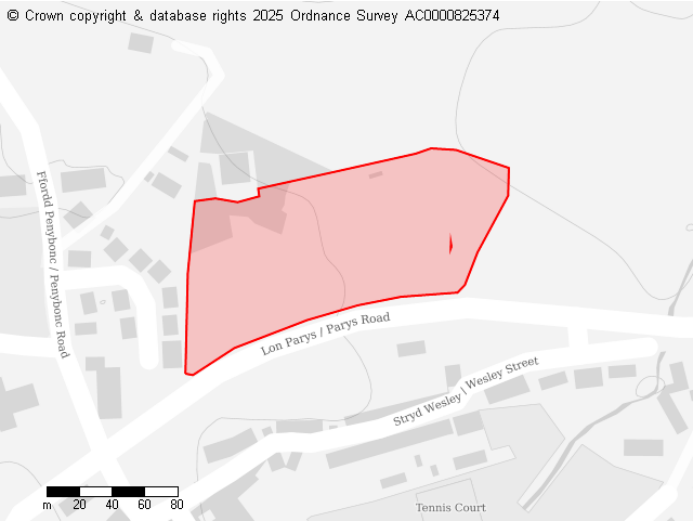 © Crown copyright & database rights 2025 Ordnance Survey AC0000825374
Ffordd Penybonc / Penybonc Road
Lon Parys / Parys Road
Stryd Wesley | Wesley Street
Tennis Court
m 20 40 60 80